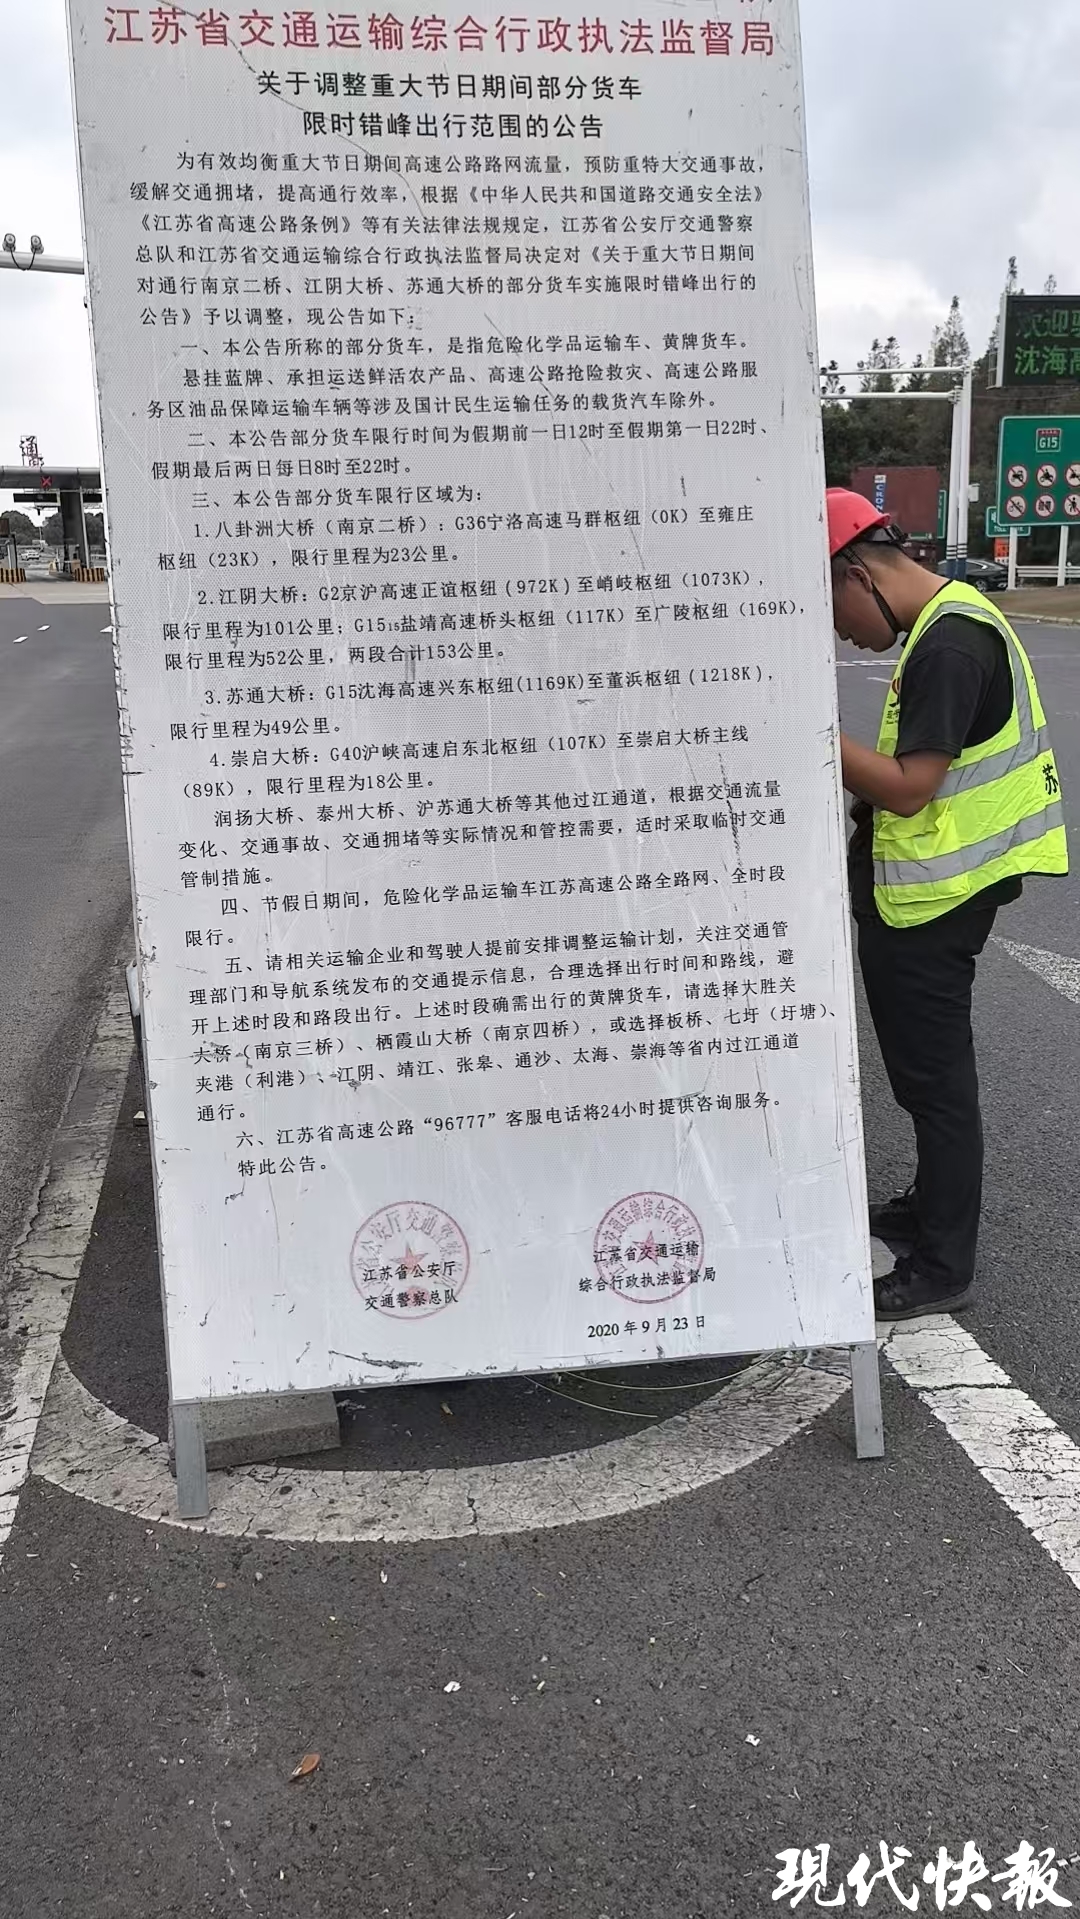 江苏省交通运输综合行政执法监督局
关于调整重大节日期间部分货车
限时错峰出行范围的公告
为有效均衡重大节日期间高速公路路网流量，预防重特大交通事故，
缓解交通拥堵，提高通行效率，根据《中华人民共和国道路交通安全法》
《江苏省高速公路条例》等有关法律法规规定，江苏省公安厅交通警察
总队和江苏省交通运输综合行政执法监督局决定对《关于重大节日期间
对通行南京二桥、江阴大桥、苏通大桥的部分货车实施限时错峰出行的
公告》予以调整，现公告如下：
一、本公告所称的部分货车，是指危险化学品运输车、黄牌货车。
悬挂蓝牌、承担运送鲜活农产品、高速公路抢险救灾、高速公路服
务区油品保障运输车辆等涉及国计民生运输任务的载货汽车除外。
二、本公告部分货车限行时间为假期前一日12时至假期第一日22时、
假期最后两日每日8时至22时。
三、本公告部分货车限行区域为：
1.八卦洲大桥（南京二桥）：G36宁洛高速马群枢纽（0K）至雍庄
枢纽（23K），限行里程为23公里。
2.江阴大桥：G2京沪高速正谊枢纽（972K）至峭岐枢纽（1073K），
限行里程为101公里；G1515盐靖高速桥头枢纽（117K）至广陵枢纽（169K），
限行里程为52公里，两段合计153公里。
3.苏通大桥：G15沈海高速兴东枢纽(1169K)至董浜枢纽（1218K），
限行里程为49公里。
4.崇启大桥：G40沪陕高速启东北枢纽（107K）至崇启大桥主线
（89K），限行里程为18公里。
润扬大桥、泰州大桥、沪苏通大桥等其他过江通道，根据交通流量
变化、交通事故、交通拥堵等实际情况和管控需要，适时采取临时交通
管制措施。
四、节假日期间，危险化学品运输车江苏高速公路全路网、全时段
限行。
五、请相关运输企业和驾驶人提前安排调整运输计划，关注交通管
理部门和导航系统发布的交通提示信息，合理选择出行时间和路线，避
开上述时段和路段出行。上述时段确需出行的黄牌货车，请选择大胜关
大桥（南京三桥）、栖霞山大桥（南京四桥），或选择板桥、七圩（圩塘）、
夹港（利港）、江阴、靖江、张皋、通沙、太海、崇海等省内过江通道
通行。
六、江苏省高速公路“96777”客服电话将24小时提供咨询服务。
特此公告。
江苏省公安厅
交通警察总队
江苏省交通运输
综合行政执法监督局
2020年9月23日
欢迎
沈海高
G15
苏
通
现代快报